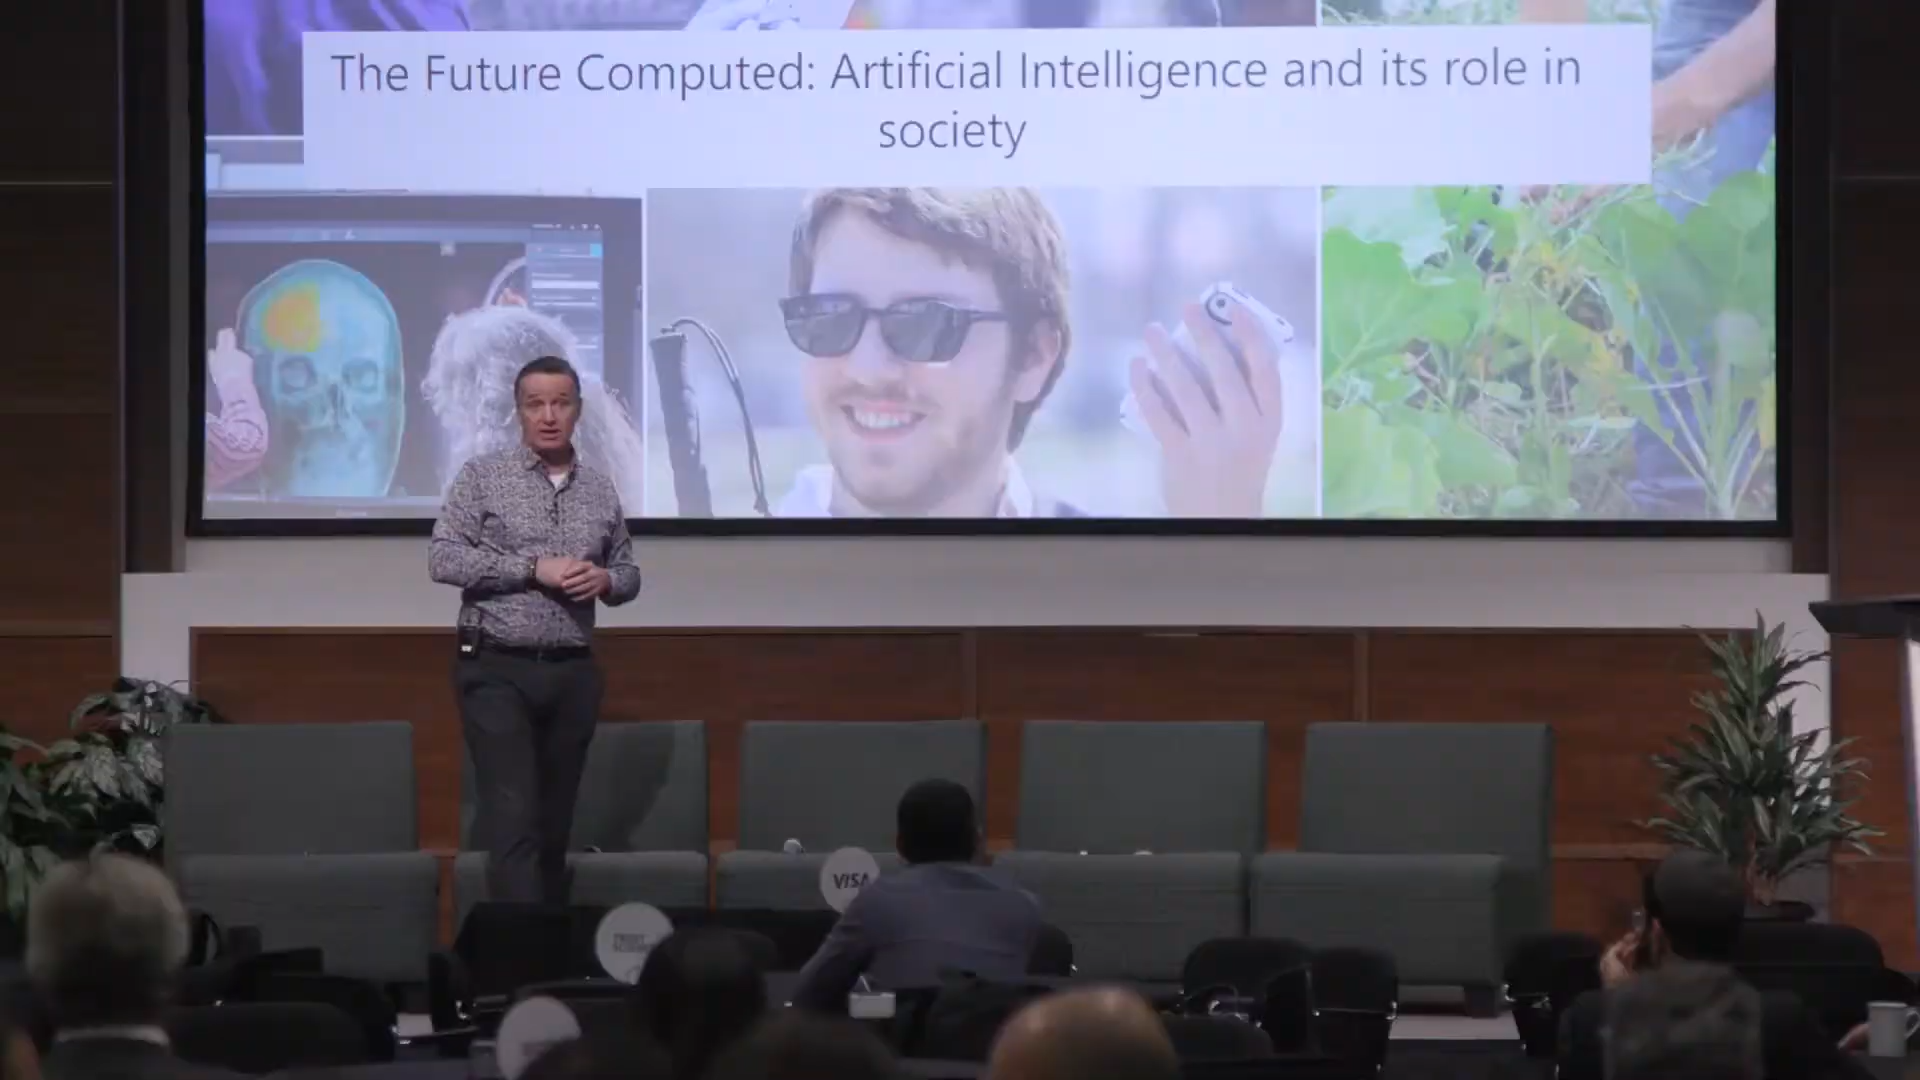 The Future Computed: Artificial Intelligence and its role in
society
VISA